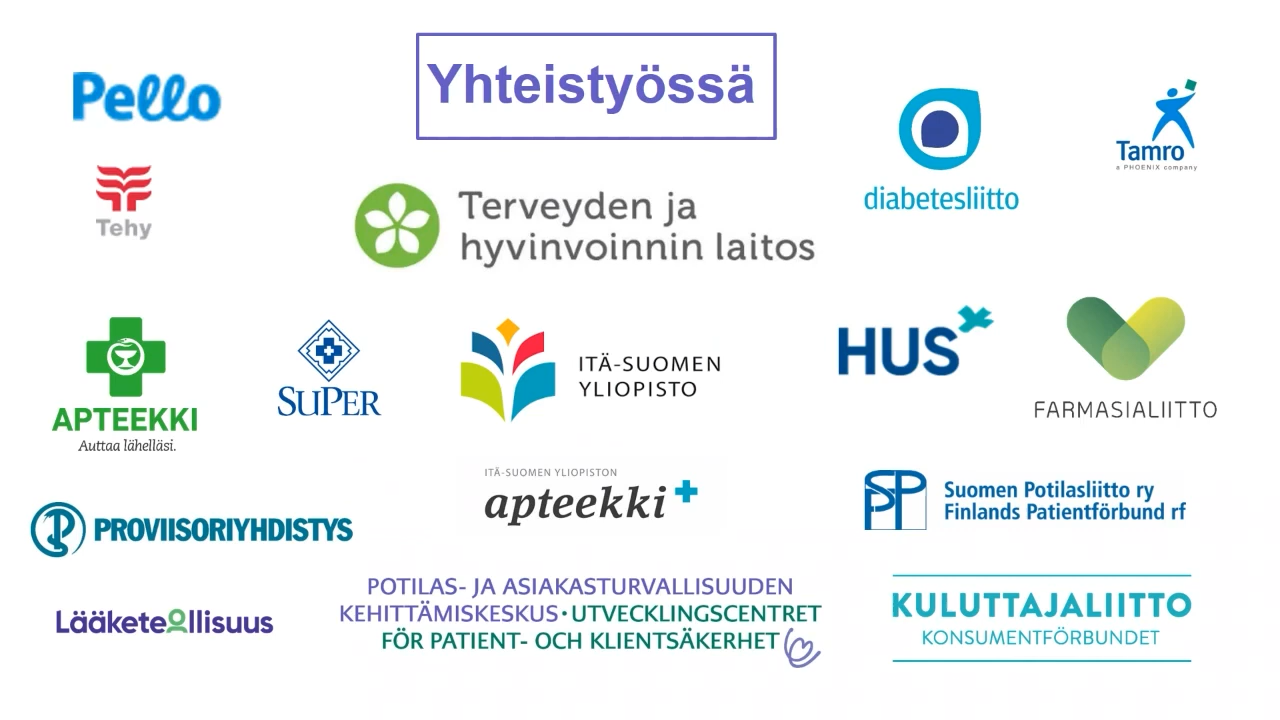 Yhteistyössä
Pello
diabetesliitto
Tamro
a PHOENIX company
Tehy
Terveyden ja
hyvinvoinnin laitos
APTEEKKI
Auttaa lähelläsi.
SUPER
ITÄ-SUOMEN
YLIOPISTO
HUS
FARMASIALIITTO
ITÄ-SUOMEN YLIOPISTON
apteekki
SPP
Suomen Potilasliitto ry
Finlands Patientförbund rf
PROVIISORIYHDISTYS
Lääketeollisuus
POTILAS- JA ASIAKASTURVALLISUUDEN
KEHITTÄMISKESKUS • UTVECKLINGSCENTRET
FÖR PATIENT- OCH KLIENTSÄKERHET
KULUTTAJALIITTO
KONSUMENTFÖRBUNDET